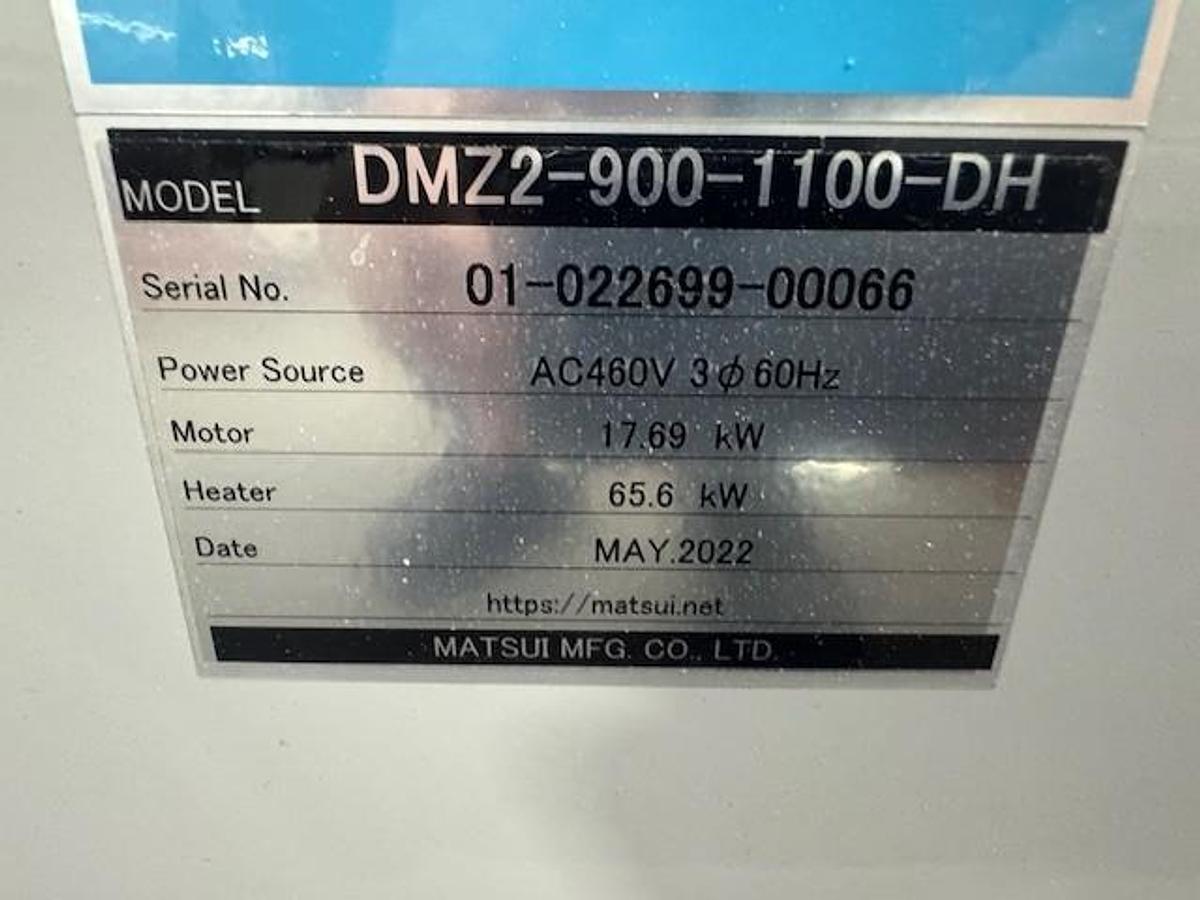 MODEL DMZ2-900-1100-DH
Serial No. 01-022699-00066
Power Source AC460V 3φ60Hz
Motor 17.69 kW
Heater 65.6 kW
Date MAY.2022
https://matsui.net
MATSUI MFG. CO., LTD.